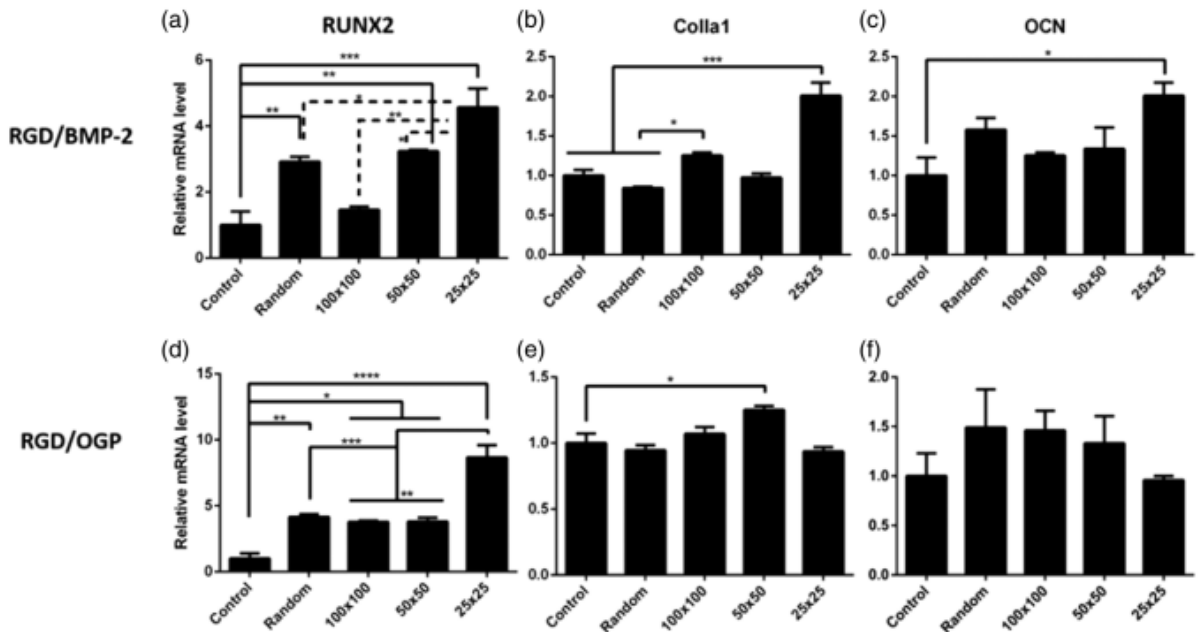 (a) RUNX2
(b) Colla1
(c) OCN
RGD/BMP-2
Relative mRNA level
6
4
2
0
***
**
**
*
**
*
Control
Random
100x100
50x50
25x25
2.5
2.0
1.5
1.0
0.5
0.0
***
*
Control
Random
100x100
50x50
25x25
2.5
2.0
1.5
1.0
0.5
0.0
*
Control
Random
100x100
50x50
25x25
(d)
(e)
(f)
RGD/OGP
Relative mRNA level
15
10
5
0
****
*
**
***
**
Control
Random
100x100
50x50
25x25
1.5
1.0
0.5
0.0
*
Control
Random
100x100
50x50
25x25
2.0
1.5
1.0
0.5
0.0
Control
Random
100x100
50x50
25x25